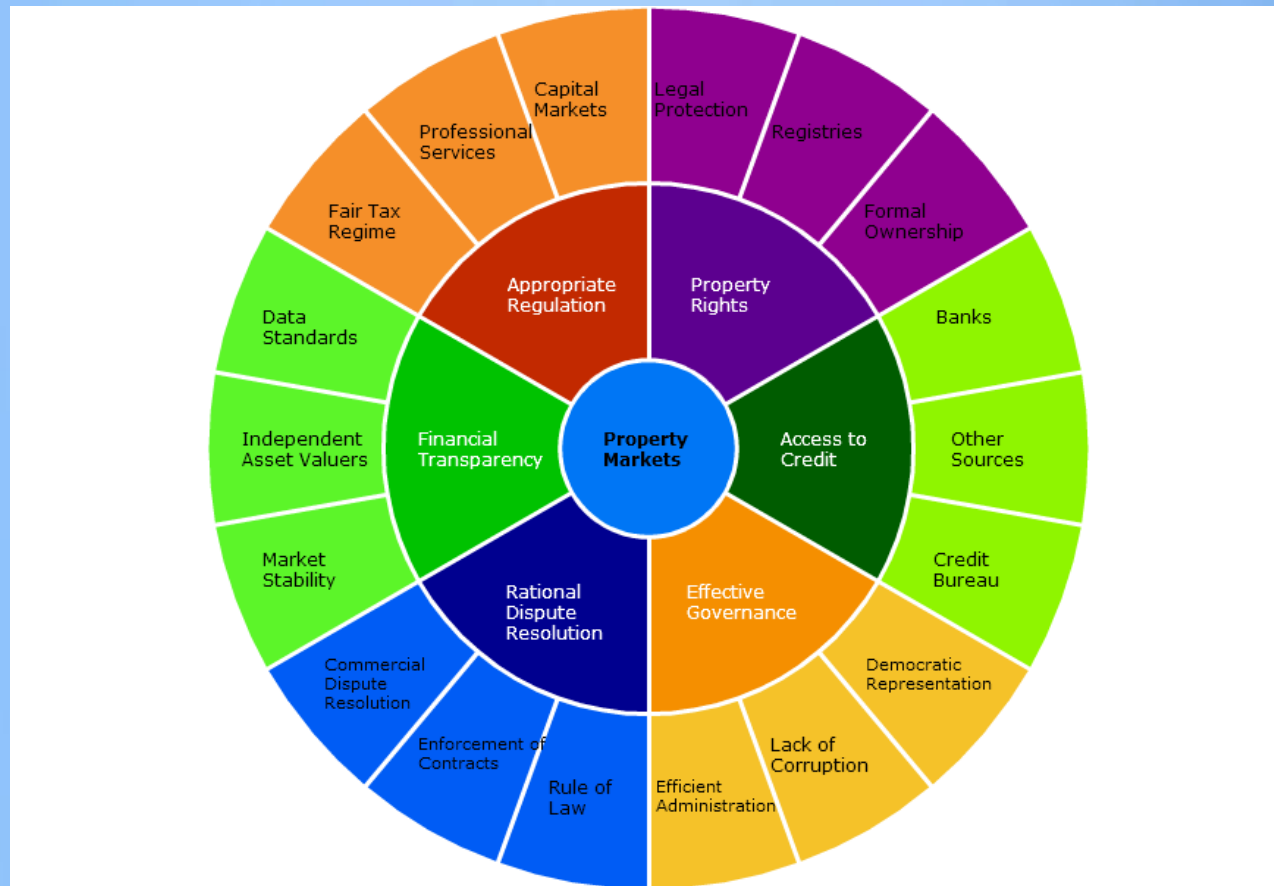 Capital
Markets
Legal
Protection
Professional
Services
Registries
Fair Tax
Regime
Formal
Ownership
Appropriate
Regulation
Property
Rights
Data
Standards
Banks
Independent
Asset Valuers
Financial
Transparency
Property
Markets
Access to
Credit
Other
Sources
Market
Stability
Credit
Bureau
Rational
Dispute
Resolution
Effective
Governance
Commercial
Dispute
Resolution
Democratic
Representation
Enforcement of
Contracts
Lack of
Corruption
Rule of
Law
Efficient
Administration